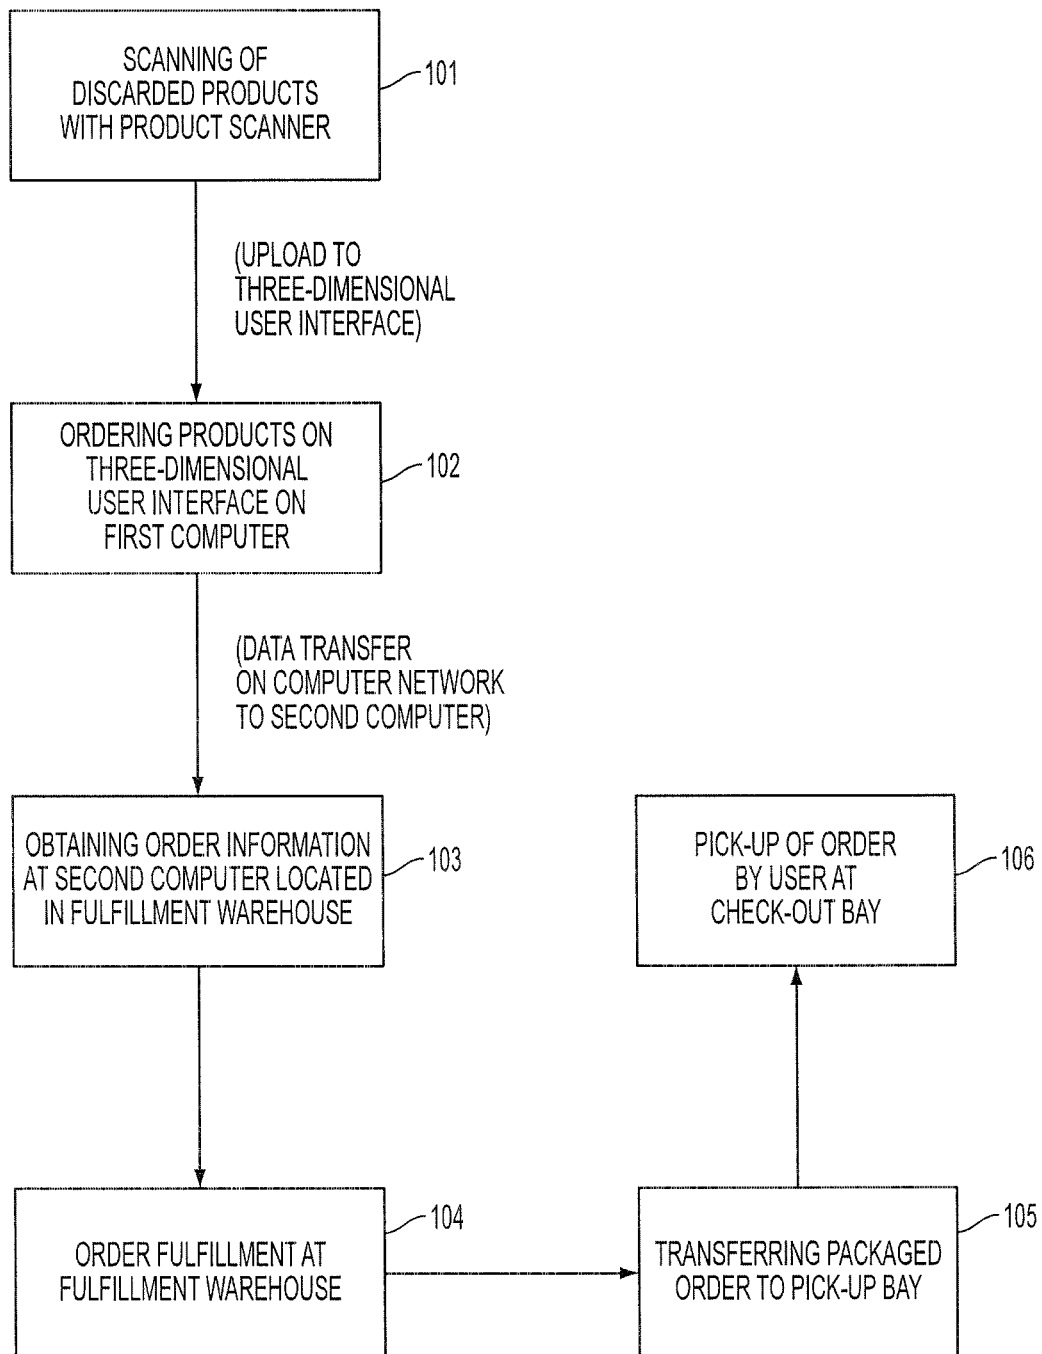 SCANNING OF
DISCARDED PRODUCTS
WITH PRODUCT SCANNER
101
(UPLOAD TO
THREE-DIMENSIONAL
USER INTERFACE)
ORDERING PRODUCTS ON
THREE-DIMENSIONAL
USER INTERFACE ON
FIRST COMPUTER
102
(DATA TRANSFER
ON COMPUTER NETWORK
TO SECOND COMPUTER)
OBTAINING ORDER INFORMATION
AT SECOND COMPUTER LOCATED
IN FULFILLMENT WAREHOUSE
103
ORDER FULFILLMENT AT
FULFILLMENT WAREHOUSE
104
TRANSFERRING PACKAGED
ORDER TO PICK-UP BAY
105
PICK-UP OF ORDER
BY USER AT
CHECK-OUT BAY
106